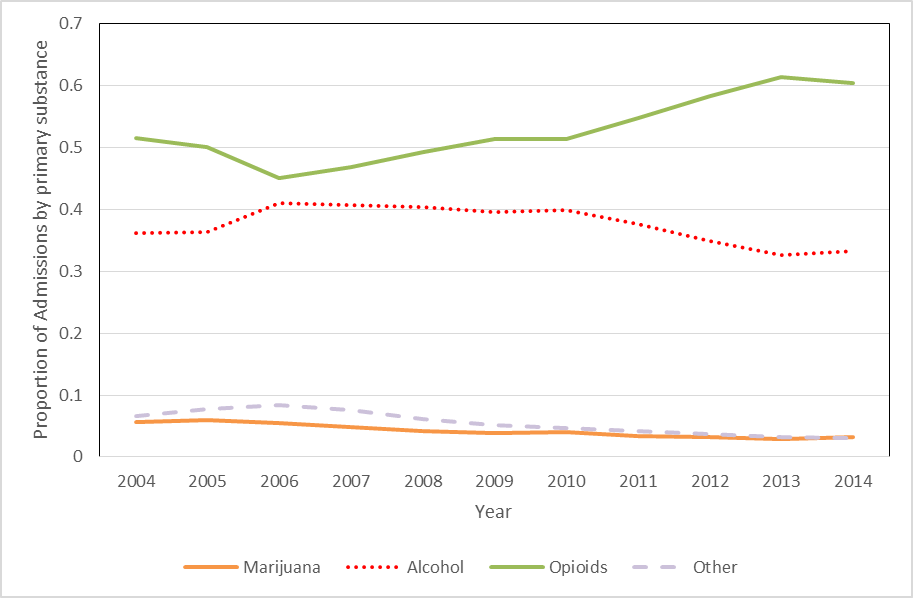 Proportion of Admissions by primary substance
0.7
0.6
0.5
0.4
0.3
0.2
0.1
0
2004 2005 2006 2007 2008 2009 2010 2011 2012 2013 2014
Year
Marijuana Alcohol Opioids Other